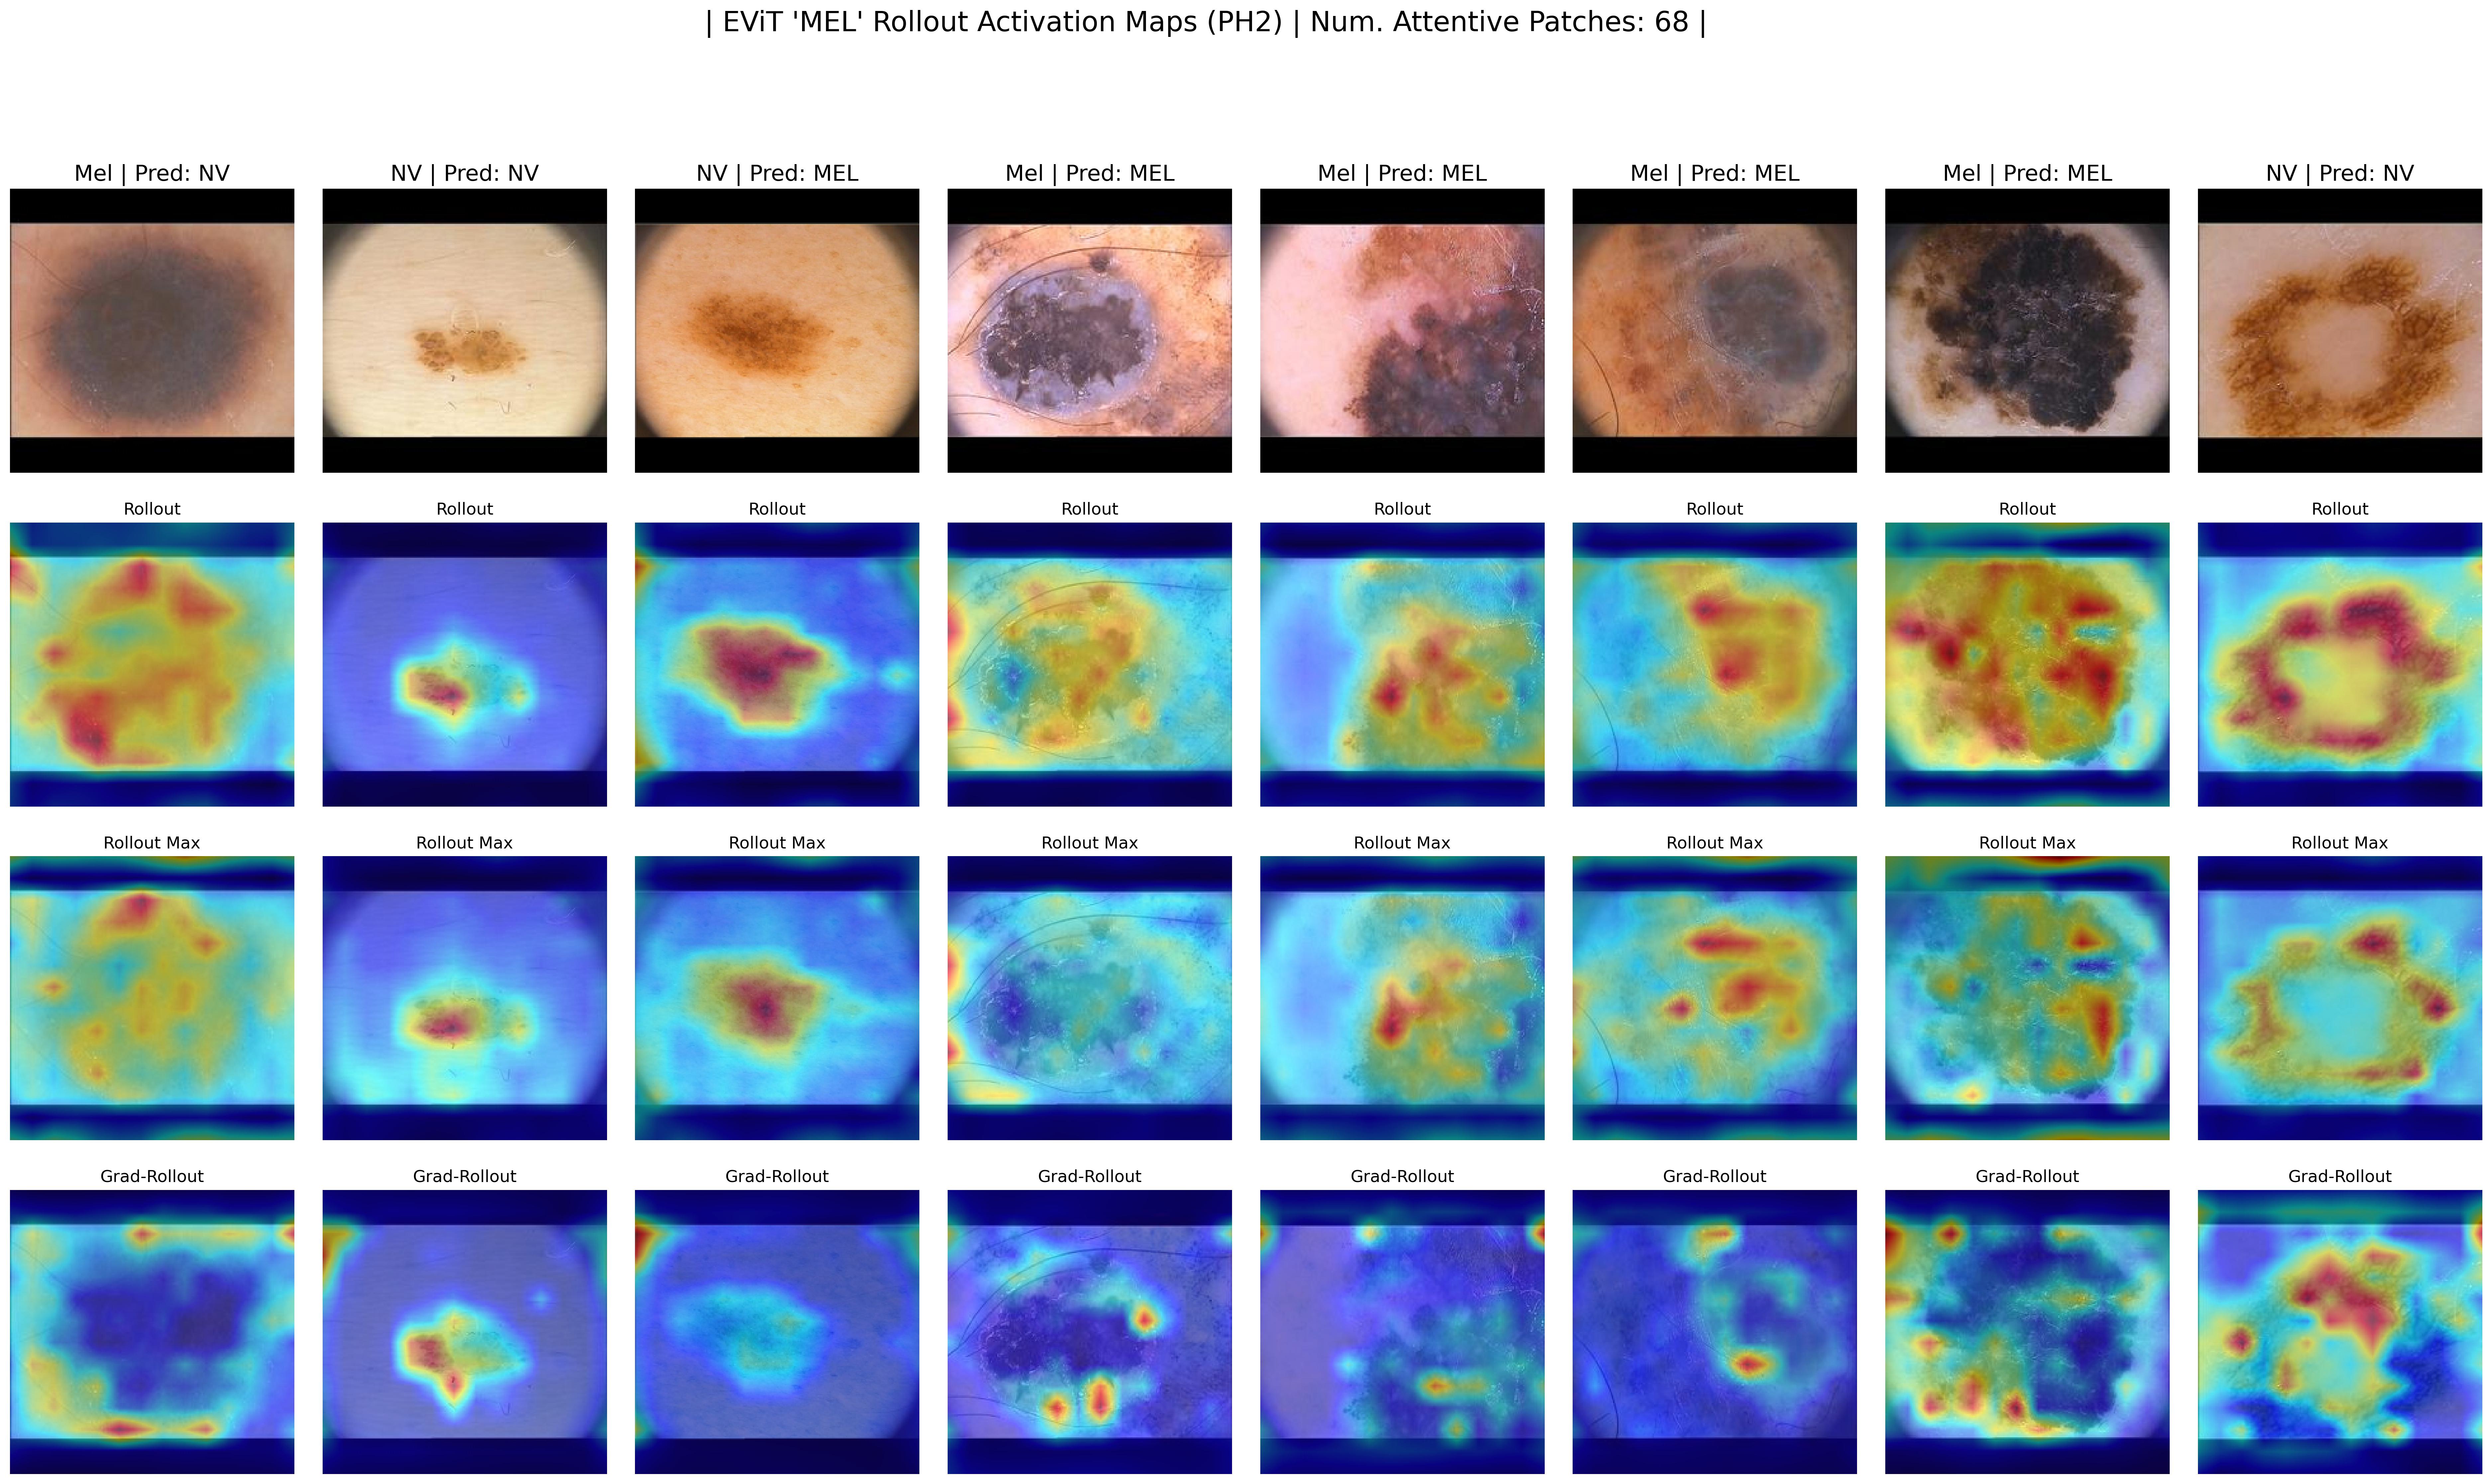 | EViT 'MEL' Rollout Activation Maps (PH2) | Num. Attentive Patches: 68 |
Mel | Pred: NV
NV | Pred: NV
NV | Pred: MEL
Mel | Pred: MEL
Mel | Pred: MEL
Mel | Pred: MEL
Mel | Pred: MEL
NV | Pred: NV
Rollout
Rollout
Rollout
Rollout
Rollout
Rollout
Rollout
Rollout
Rollout Max
Rollout Max
Rollout Max
Rollout Max
Rollout Max
Rollout Max
Rollout Max
Rollout Max
Grad-Rollout
Grad-Rollout
Grad-Rollout
Grad-Rollout
Grad-Rollout
Grad-Rollout
Grad-Rollout
Grad-Rollout